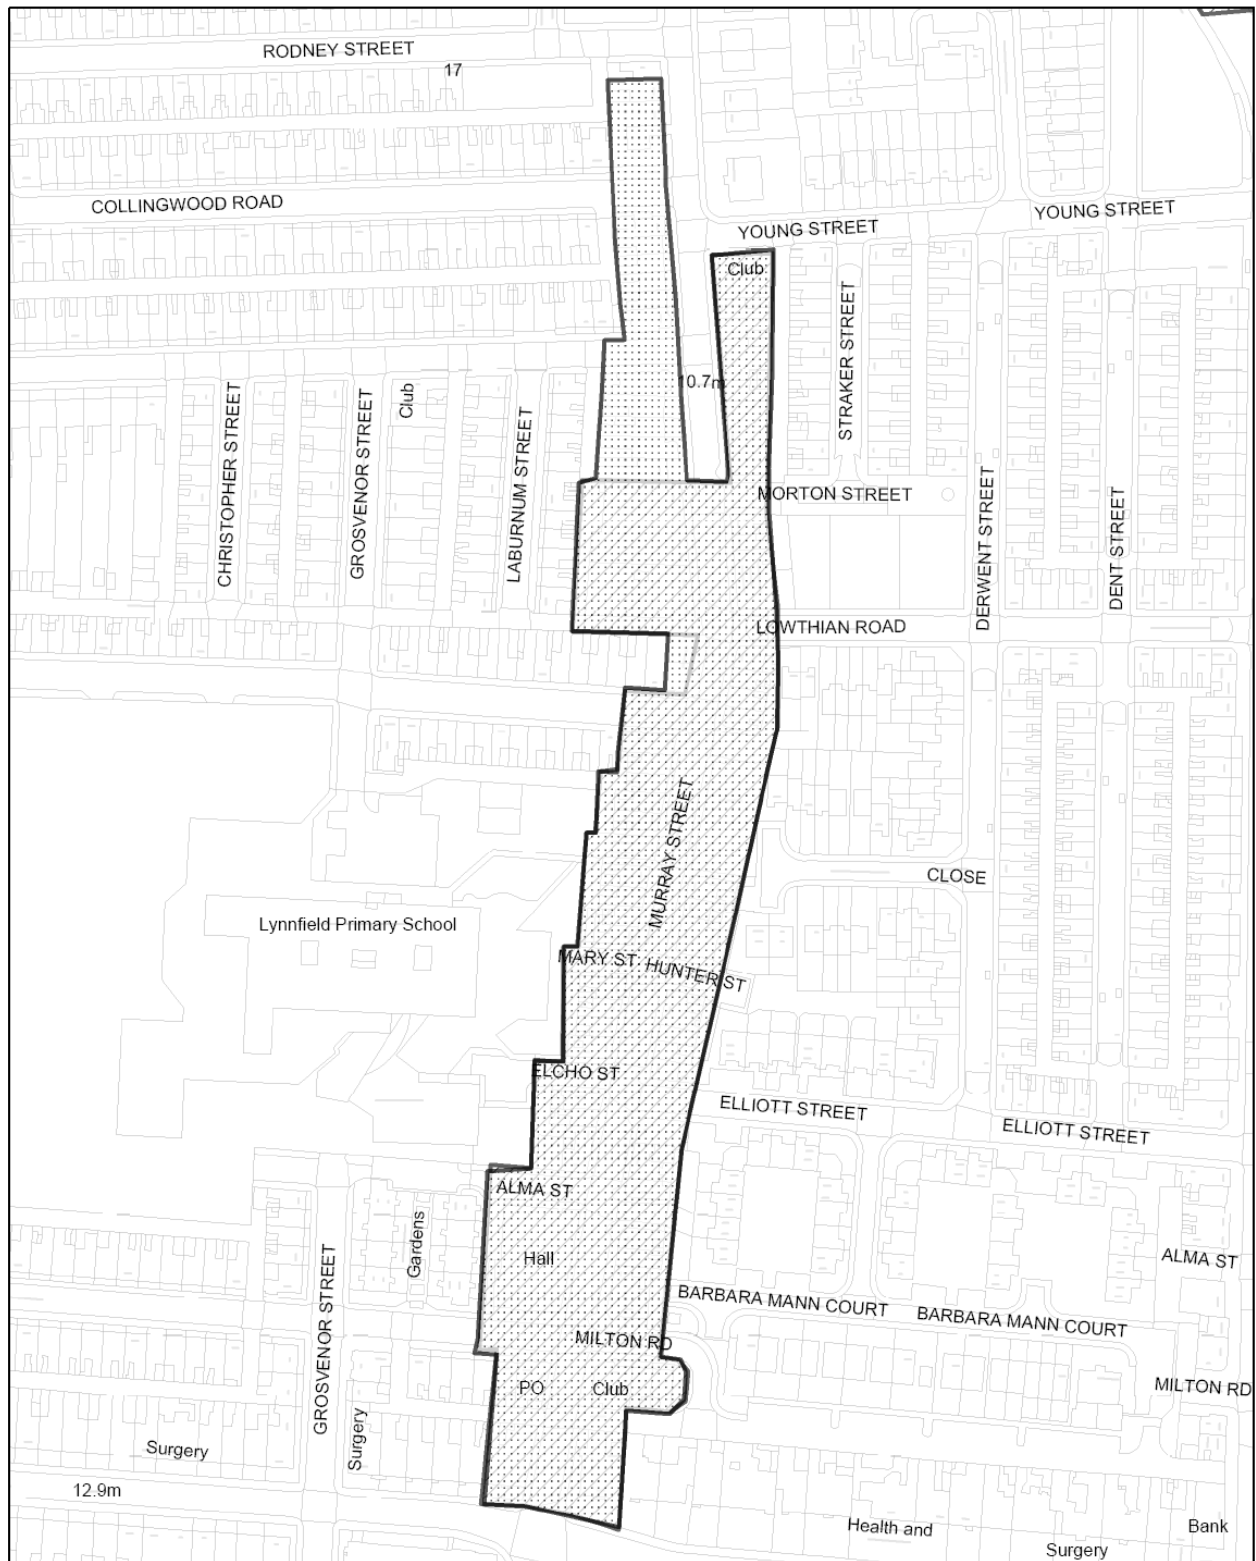 RODNEY STREET
17
COLLINGWOOD ROAD
YOUNG STREET
YOUNG STREET
Club
STRAKER STREET
10.7m
CHRISTOPHER STREET
GROSVENOR STREET
Club
LABURNUM STREET
MORTON STREET
DERWENT STREET
DENT STREET
LOWTHIAN ROAD
MURRAY STREET
CLOSE
Lynnfield Primary School
MARY ST
HUNTER ST
ELCHO ST
ELLIOTT STREET
ELLIOTT STREET
ALMA ST
Gardens
Hall
ALMA ST
GROSVENOR STREET
BARBARA MANN COURT
BARBARA MANN COURT
MILTON RD
PO
Club
MILTON RD
Surgery
Surgery
12.9m
Health and
Surgery
Bank